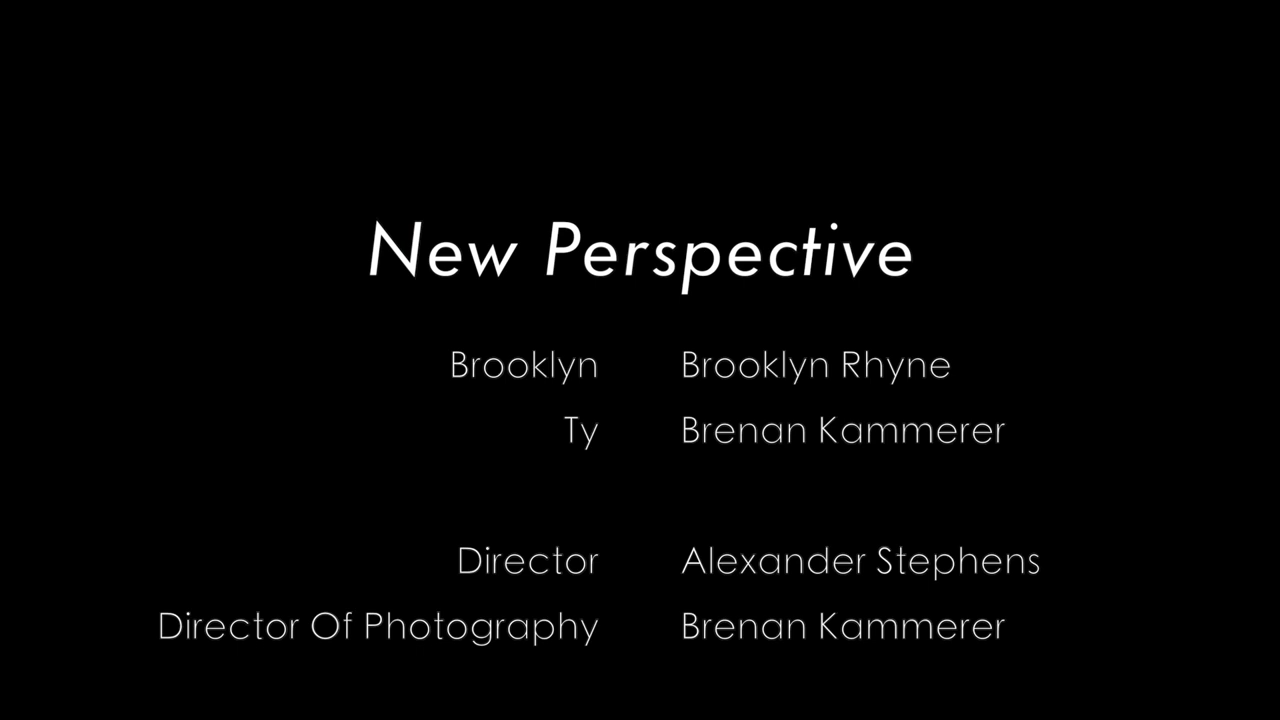 New Perspective
Brooklyn Brooklyn Rhyne
Ty Brenan Kammerer
Director Alexander Stephens
Director Of Photography Brenan Kammerer